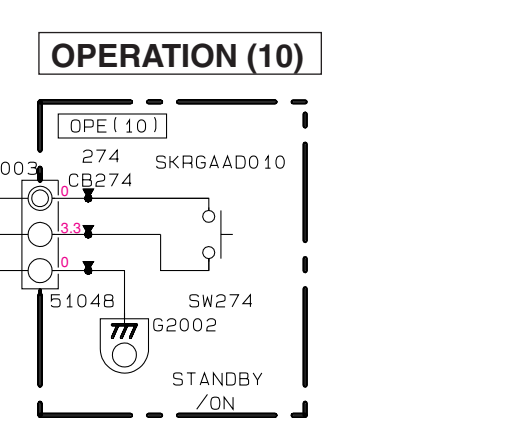 OPERATION (10)
OPE(10)
274
SKRGAAD010
003
CB274
0
3.3
0
51048
SW274
G2002
STANDBY
/ON